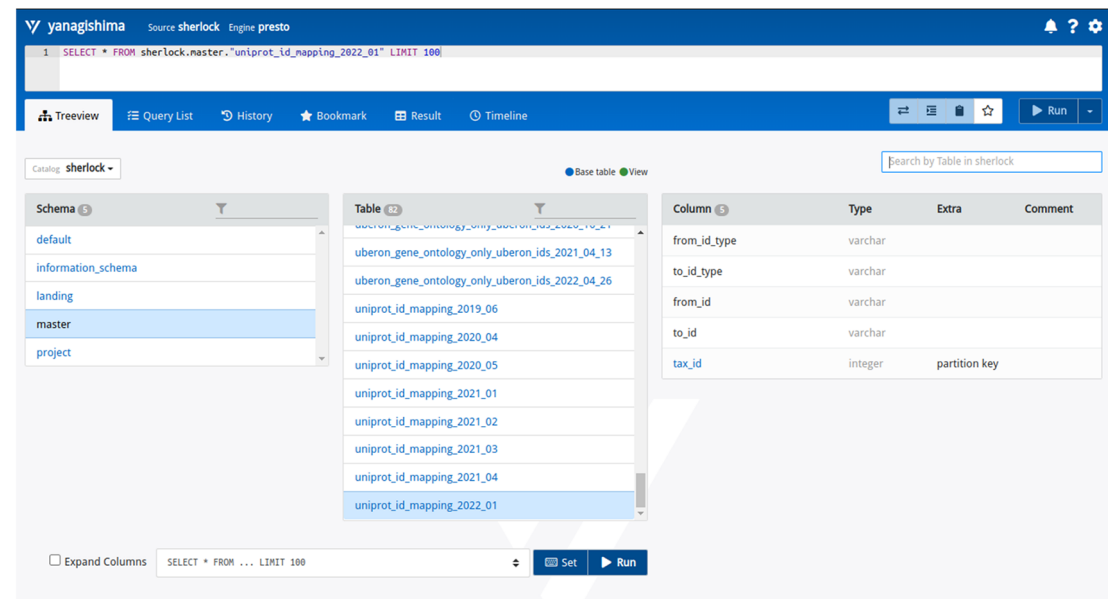 yanagishima Source sherlock Engine presto
1 SELECT * FROM sherlock.master."uniprot_id_mapping_2022_01" LIMIT 100
Treeview Query List History Bookmark Result Timeline Run
Catalog sherlock
Base table View
Search by Table in sherlock
Schema 5
default
information_schema
landing
master
project
Table 82
uberon_gene_ontology_only_uberon_ids_2021_04_13
uberon_gene_ontology_only_uberon_ids_2022_04_26
uniprot_id_mapping_2019_06
uniprot_id_mapping_2020_04
uniprot_id_mapping_2020_05
uniprot_id_mapping_2021_01
uniprot_id_mapping_2021_02
uniprot_id_mapping_2021_03
uniprot_id_mapping_2021_04
uniprot_id_mapping_2022_01
Column 5 Type Extra Comment
from_id_type varchar
to_id_type varchar
from_id varchar
to_id varchar
tax_id integer partition key
Expand Columns SELECT * FROM ... LIMIT 100 Set Run